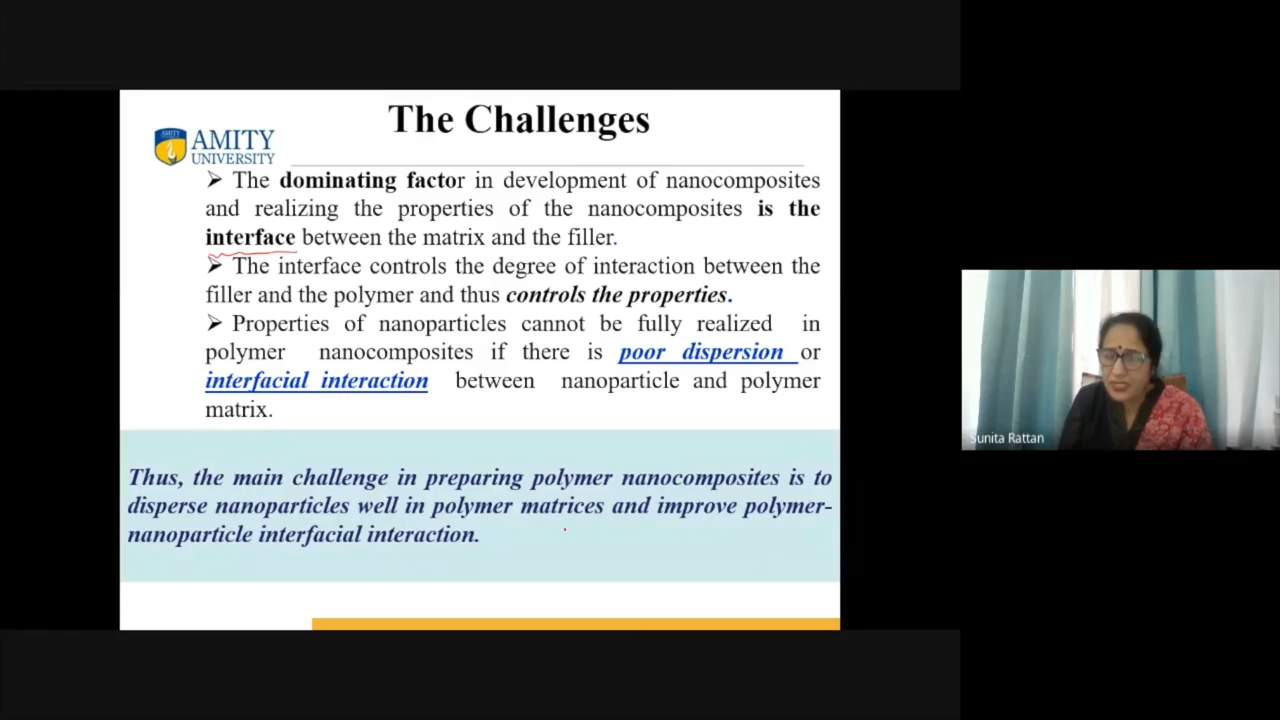 The Challenges
AMITY
AMITY
UNIVERSITY
➢ The dominating factor in development of nanocomposites
and realizing the properties of the nanocomposites is the
interface between the matrix and the filler.
➢ The interface controls the degree of interaction between the
filler and the polymer and thus controls the properties.
➢ Properties of nanoparticles cannot be fully realized in
polymer nanocomposites if there is poor dispersion or
interfacial interaction between nanoparticle and polymer
matrix.
Thus, the main challenge in preparing polymer nanocomposites is to
disperse nanoparticles well in polymer matrices and improve polymer-
nanoparticle interfacial interaction.
Sunita Rattan